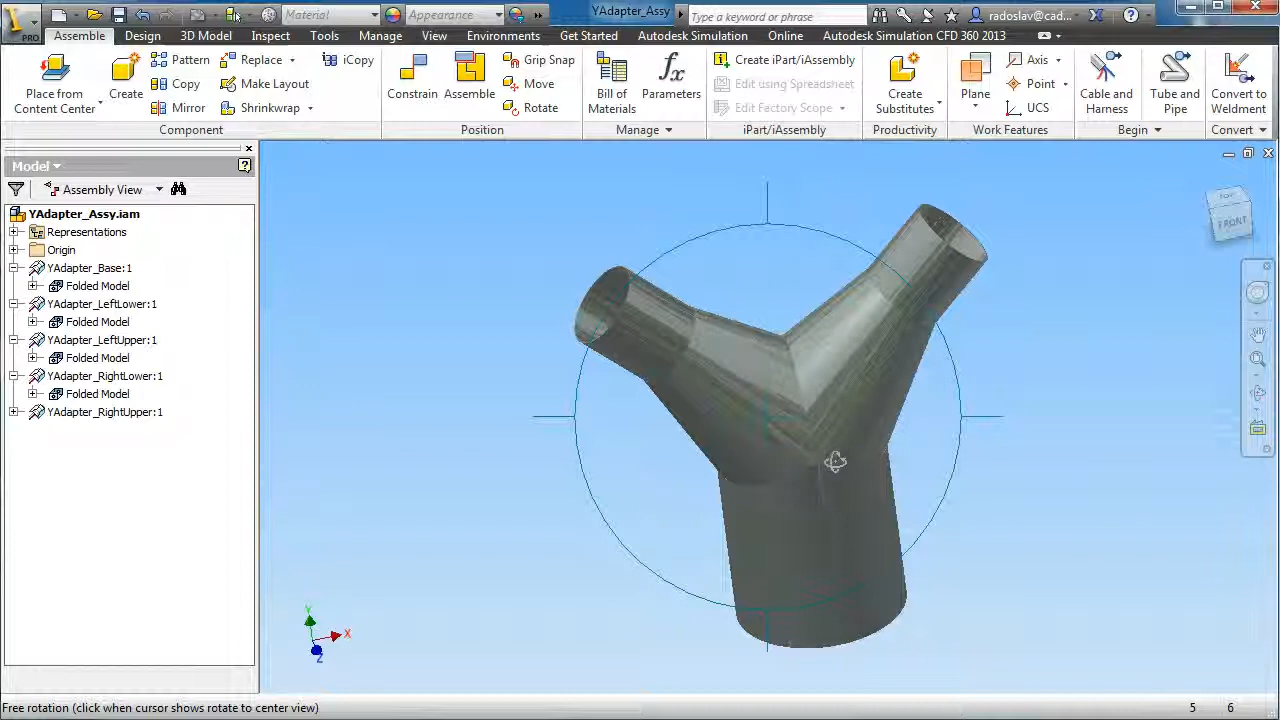 PRO
Material
Appearance
YAdapter_Assy
Type a keyword or phrase
radoslav@cad...
Assemble Design 3D Model Inspect Tools Manage View Environments Get Started Autodesk Simulation Online Autodesk Simulation CFD 360 2013
Place from Content Center
Create
Pattern
Copy
Mirror
Replace
Make Layout
Shrinkwrap
iCopy
Component
Constrain
Assemble
Grip Snap
Move
Rotate
Position
Bill of Materials
fx
Parameters
Manage
Create iPart/iAssembly
Edit using Spreadsheet
Edit Factory Scope
iPart/iAssembly
Create Substitutes
Productivity
Plane
Axis
Point
UCS
Work Features
Cable and Harness
Tube and Pipe
Begin
Convert to Weldment
Convert
Model
Assembly View
YAdapter_Assy.iam
Representations
Origin
YAdapter_Base:1
Folded Model
YAdapter_LeftLower:1
Folded Model
YAdapter_LeftUpper:1
Folded Model
YAdapter_RightLower:1
Folded Model
YAdapter_RightUpper:1
TOP
FRONT
Y
X
Z
Free rotation (click when cursor shows rotate to center view)
5 6